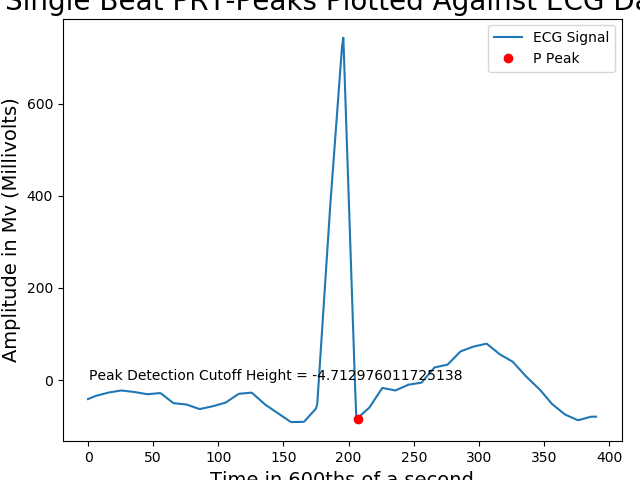 Single Beat PRT-Peaks Plotted Against ECG Da
ECG Signal
P Peak
Amplitude in Mv (Millivolts)
600
400
200
0
Peak Detection Cutoff Height = -4.712976011725138
0 50 100 150 200 250 300 350 400
Time in 600ths of a second